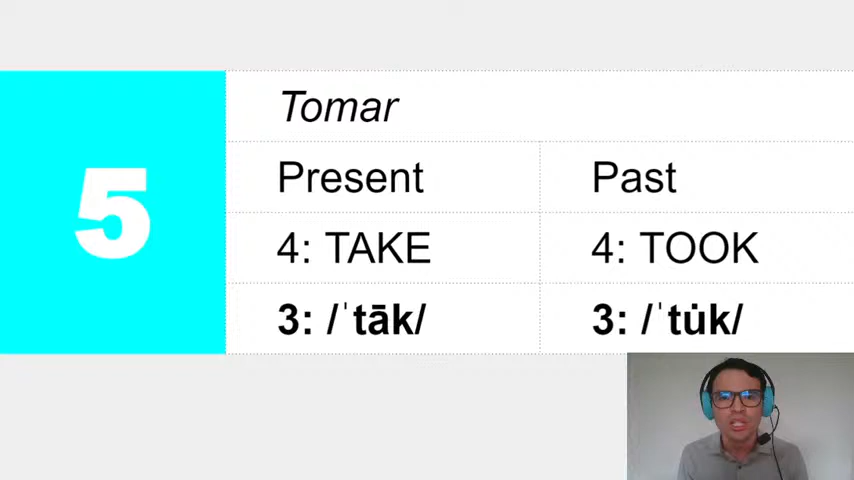 5
Tomar
Present Past
4: TAKE 4: TOOK
3: /ˈtāk/ 3: /ˈtu̇k/